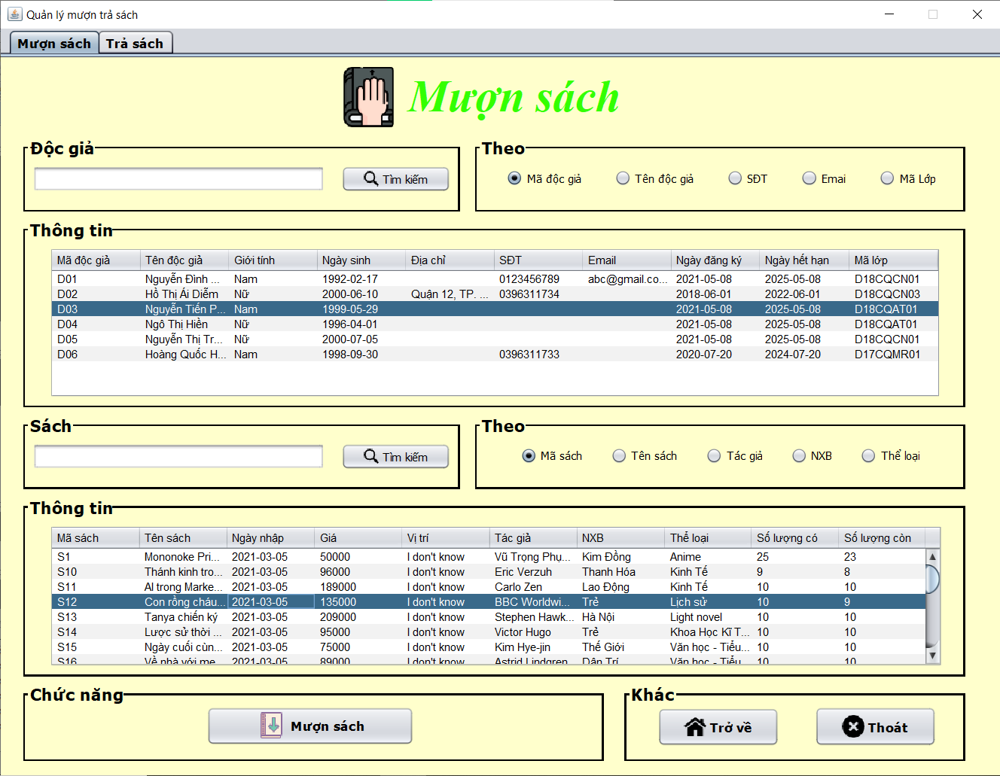 Quản lý mượn trả sách
Mượn sách Trả sách
Mượn sách
Độc giả
Tìm kiếm
Theo
Mã độc giả Tên độc giả SĐT Emai Mã Lớp
Thông tin
Mã độc giả Tên độc giả Giới tính Ngày sinh Địa chỉ SĐT Email Ngày đăng ký Ngày hết hạn Mã lớp
D01 Nguyễn Đình ... Nam 1992-02-17 0123456789 abc@gmail.co... 2021-05-08 2025-05-08 D18CQCN01
D02 Hồ Thị Ái Diễm Nữ 2000-06-10 Quận 12, TP. ... 0396311734 2018-06-01 2022-06-01 D18CQCN03
D03 Nguyễn Tiến P... Nam 1999-05-29 2021-05-08 2025-05-08 D18CQAT01
D04 Ngô Thị Hiền Nữ 1996-04-01 2021-05-08 2025-05-08 D18CQAT01
D05 Nguyễn Thị Tr... Nữ 2000-07-05 2021-05-08 2025-05-08 D18CQCN01
D06 Hoàng Quốc H... Nam 1998-09-30 0396311733 2020-07-20 2024-07-20 D17CQMR01
Sách
Tìm kiếm
Theo
Mã sách Tên sách Tác giả NXB Thể loại
Thông tin
Mã sách Tên sách Ngày nhập Giá Vị trí Tác giả NXB Thể loại Số lượng có Số lượng còn
S1 Mononoke Pri... 2021-03-05 50000 I don't know Vũ Trọng Phụ... Kim Đồng Anime 25 23
S10 Thánh kinh tro... 2021-03-05 96000 I don't know Eric Verzuh Thanh Hóa Kinh Tế 9 8
S11 AI trong Marke... 2021-03-05 189000 I don't know Carlo Zen Lao Động Kinh Tế 10 10
S12 Con rồng cháu... 2021-03-05 135000 I don't know BBC Worldwi... Trẻ Lịch sử 10 9
S13 Tanya chiến ký 2021-03-05 209000 I don't know Stephen Hawk... Hà Nội Light novel 10 10
S14 Lược sử thời ... 2021-03-05 95000 I don't know Victor Hugo Trẻ Khoa Học Kĩ T... 10 10
S15 Ngày cuối cùn... 2021-03-05 75000 I don't know Kim Hye-jin Thế Giới Văn học - Tiểu... 10 10
S16 Về nhà với mẹ 2021-03-05 89000 I don't know Astrid Lindgren Dân Trí Văn học - Tiểu... 10 10
Chức năng
Mượn sách
Khác
Trở về Thoát